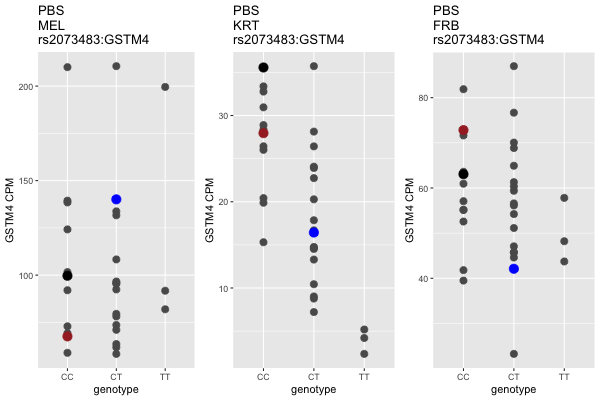 PBS
MEL
rs2073483:GSTM4
200
150
100
GSTM4 CPM
CC
CT
TT
genotype
PBS
KRT
rs2073483:GSTM4
30
20
10
GSTM4 CPM
CC
CT
TT
genotype
PBS
FRB
rs2073483:GSTM4
80
60
40
GSTM4 CPM
CC
CT
TT
genotype